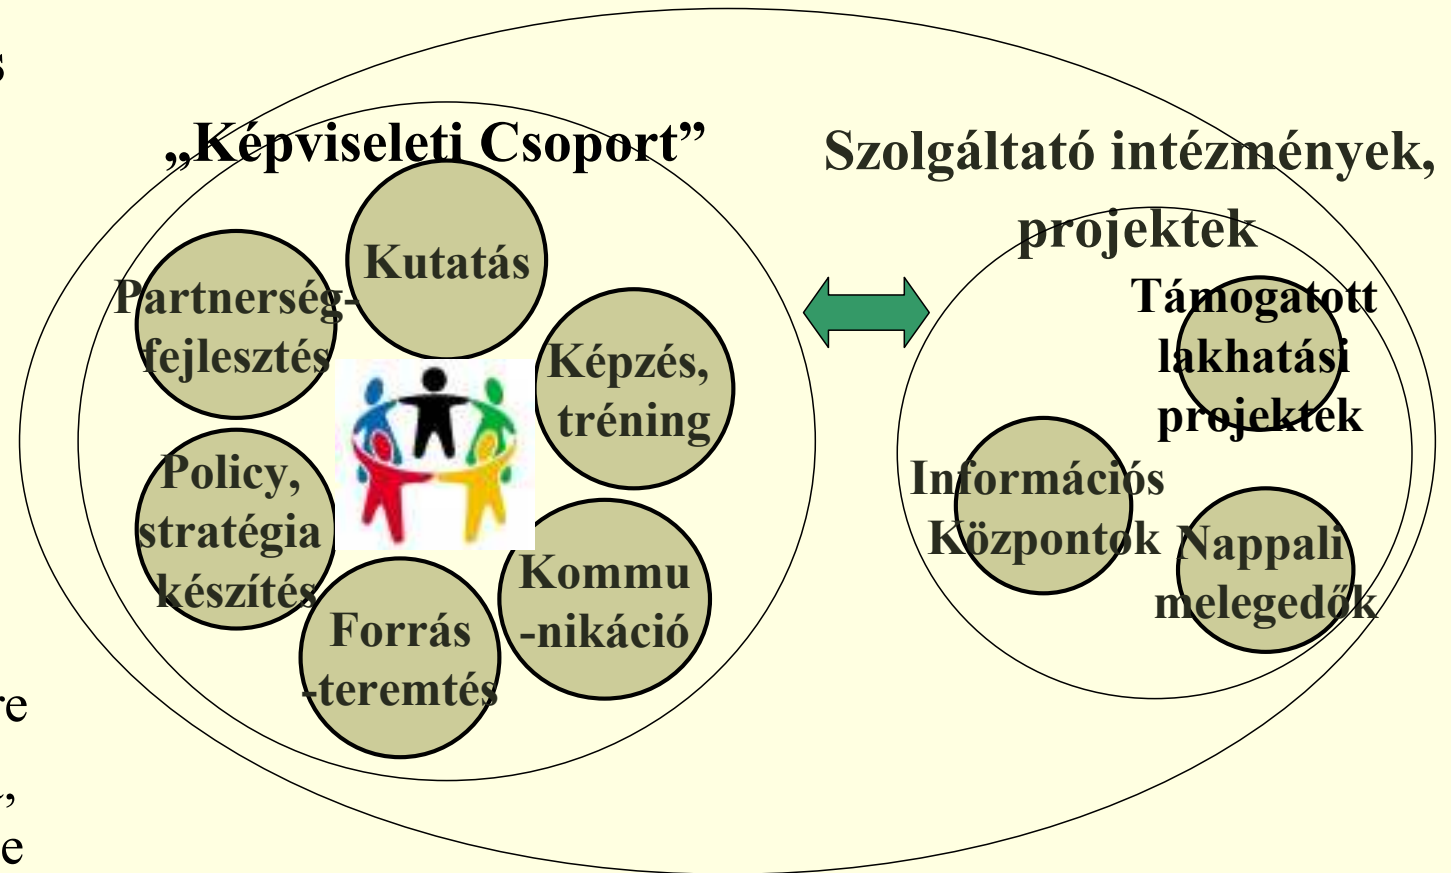 „Képviseleti Csoport”
Szolgáltató intézmények,
projektek
Kutatás
Partnerség-
fejlesztés
Képzés,
tréning
Policy,
stratégia
készítés
Forrás
-teremtés
Kommu
-nikáció
Támogatott
lakhatási
projektek
Információs
Központok
Nappali
melegedők